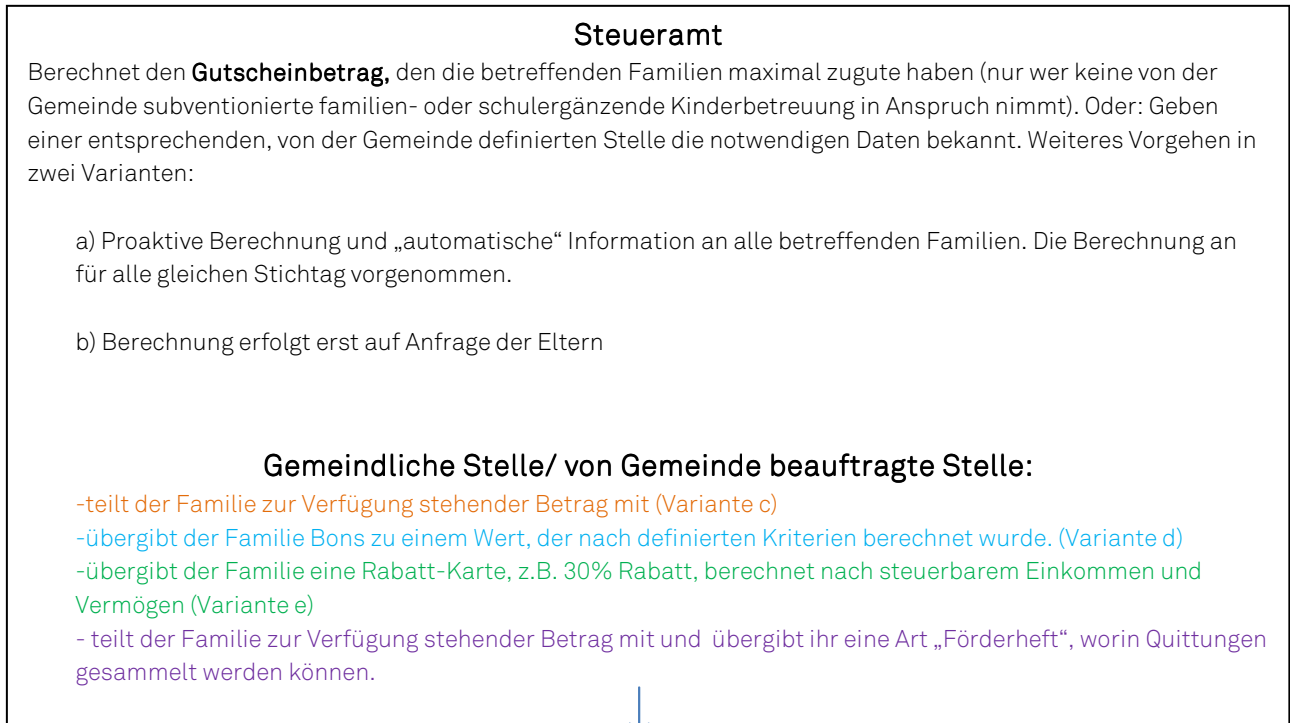 Steueramt
Berechnet den Gutscheinbetrag, den die betreffenden Familien maximal zugute haben (nur wer keine von der
Gemeinde subventionierte familien- oder schulergänzende Kinderbetreuung in Anspruch nimmt). Oder: Geben
einer entsprechenden, von der Gemeinde definierten Stelle die notwendigen Daten bekannt. Weiteres Vorgehen in
zwei Varianten:
a) Proaktive Berechnung und „automatische“ Information an alle betreffenden Familien. Die Berechnung an
für alle gleichen Stichtag vorgenommen.
b) Berechnung erfolgt erst auf Anfrage der Eltern
Gemeindliche Stelle/ von Gemeinde beauftragte Stelle:
-teilt der Familie zur Verfügung stehender Betrag mit (Variante c)
-übergibt der Familie Bons zu einem Wert, der nach definierten Kriterien berechnet wurde. (Variante d)
-übergibt der Familie eine Rabatt-Karte, z.B. 30% Rabatt, berechnet nach steuerbarem Einkommen und
Vermögen (Variante e)
- teilt der Familie zur Verfügung stehender Betrag mit und übergibt ihr eine Art „Förderheft“, worin Quittungen
gesammelt werden können.